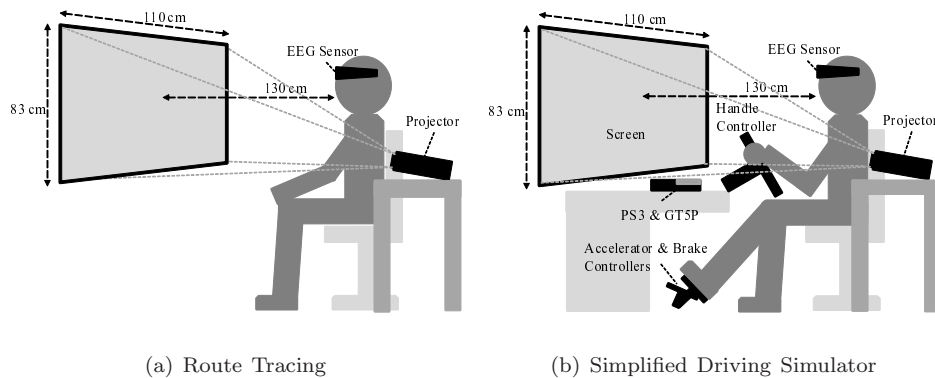 110 cm
EEG Sensor
83 cm
130 cm
Projector
(a) Route Tracing
110 cm
EEG Sensor
83 cm
130 cm
Handle
Controller
Projector
Screen
PS3 & GT5P
Accelerator & Brake
Controllers
(b) Simplified Driving Simulator